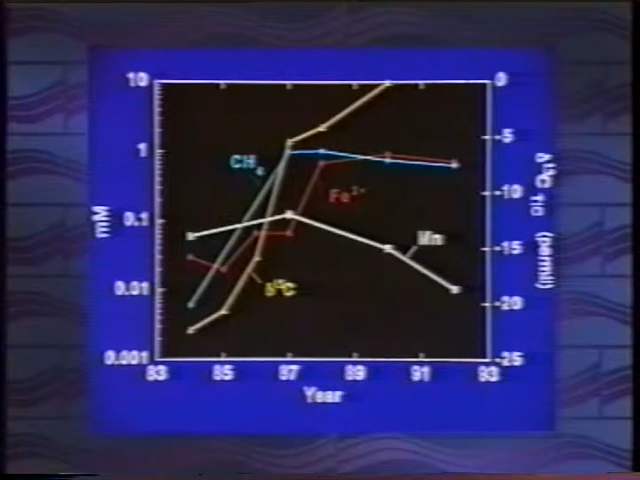 10
1
0.1
0.01
0.001
mM
83 85 87 89 91 93
Year
0
-5
-10
-15
-20
-25
δ¹³C TIC (permil)
CH₄
Fe²⁺
Mn
δ¹³C